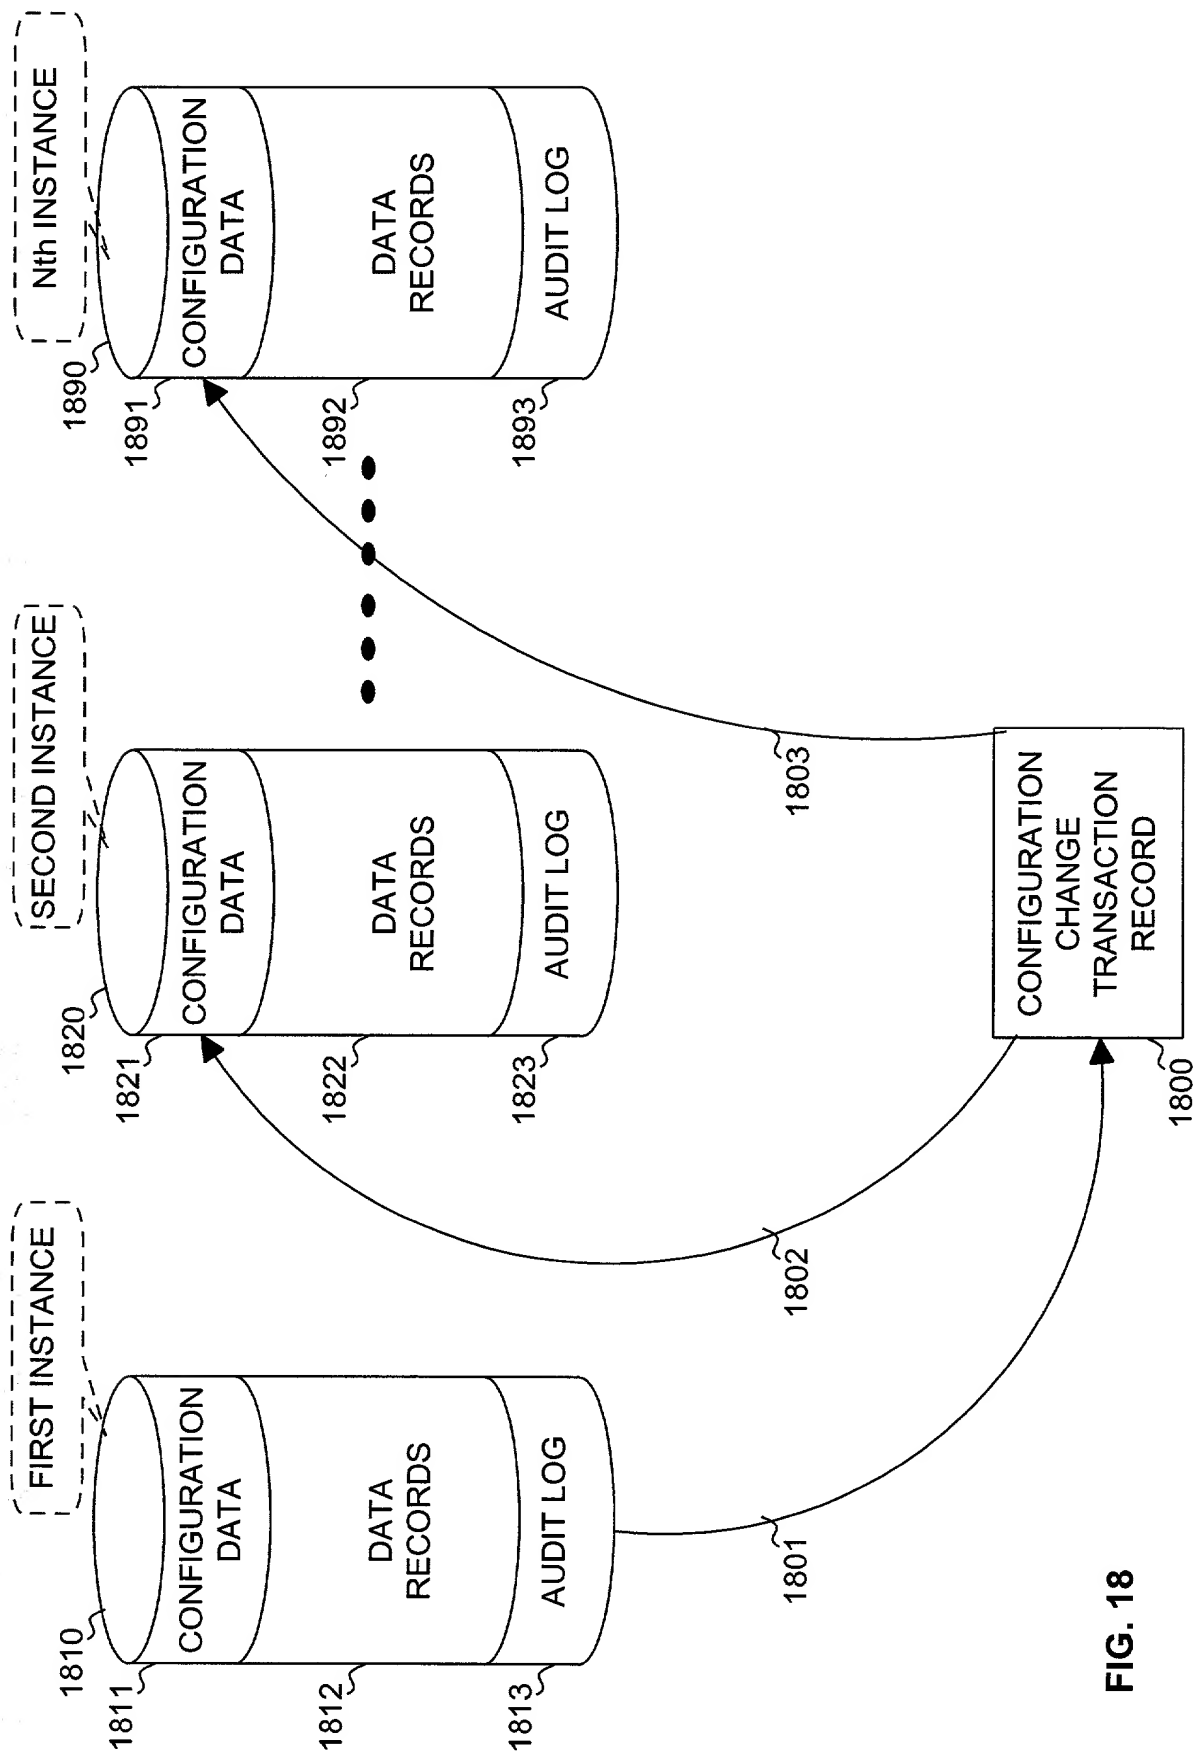 FIRST INSTANCE
SECOND INSTANCE
Nth INSTANCE
1810
1811
CONFIGURATION
DATA
1812
DATA
RECORDS
1813
AUDIT LOG
1820
1821
CONFIGURATION
DATA
1822
DATA
RECORDS
1823
AUDIT LOG
1890
1891
CONFIGURATION
DATA
1892
DATA
RECORDS
1893
AUDIT LOG
1801
1802
1803
CONFIGURATION
CHANGE
TRANSACTION
RECORD
1800
FIG. 18